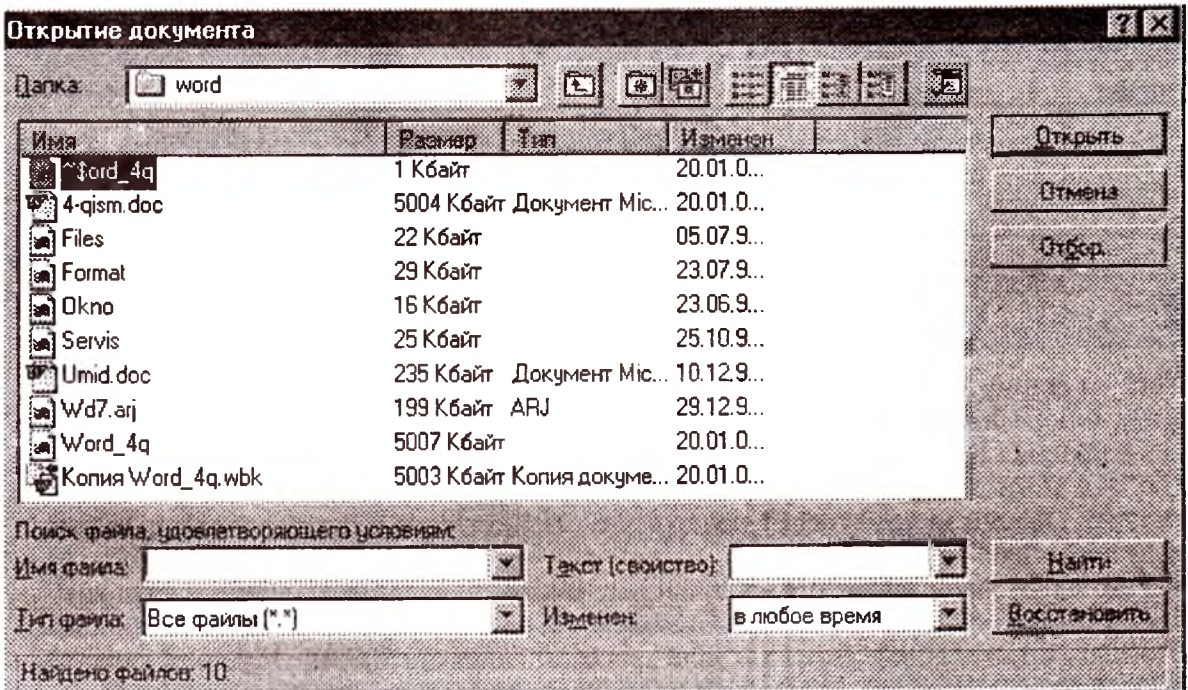 Открытие документа
Папка: word
Имя Размер Тип Изменен
~$ord_4q 1 Кбайт 20.01.0...
4-qism.doc 5004 Кбайт Документ Mic... 20.01.0...
Files 22 Кбайт 05.07.9...
Format 29 Кбайт 23.07.9...
Okno 16 Кбайт 23.06.9...
Servis 25 Кбайт 25.10.9...
Umid.doc 235 Кбайт Документ Mic... 10.12.9...
Wd7.arj 199 Кбайт ARJ 29.12.9...
Word_4q 5007 Кбайт 20.01.0...
Копия Word_4q.wbk 5003 Кбайт Копия докуме... 20.01.0...
Открыть
Отмена
Отбор...
Поиск файла, удовлетворяющего условиям:
Имя файла: Текст (свойство): Найти
Тип файла: Все файлы (*.*) Изменен: в любое время Восстановить
Найдено файлов: 10